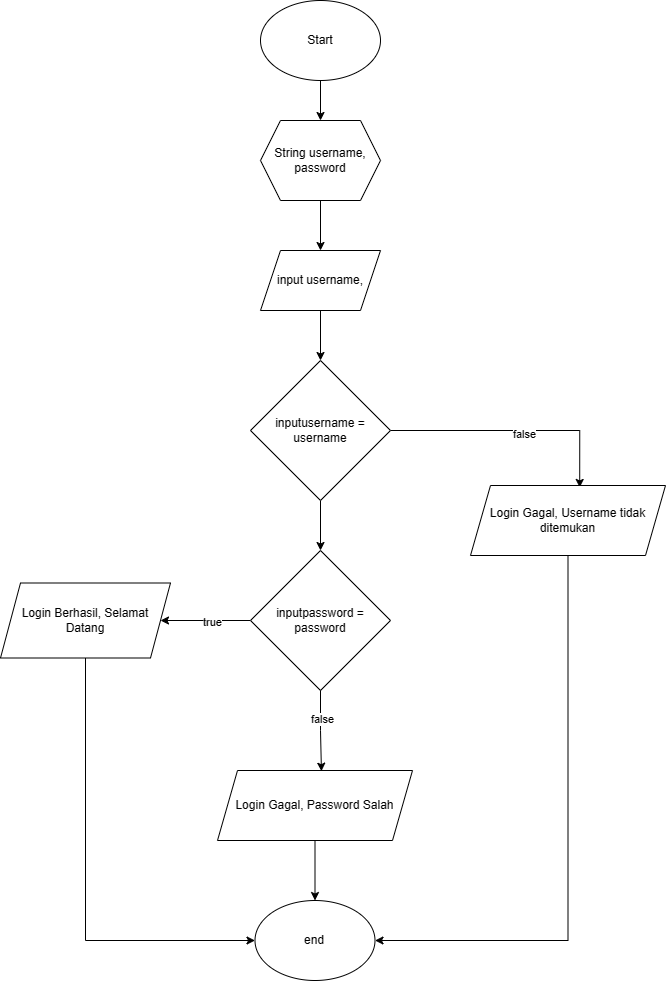 Start
String username,
password
input username,
inputusername =
username
false
Login Gagal, Username tidak
ditemukan
inputpassword =
password
true
Login Berhasil, Selamat
Datang
false
Login Gagal, Password Salah
end